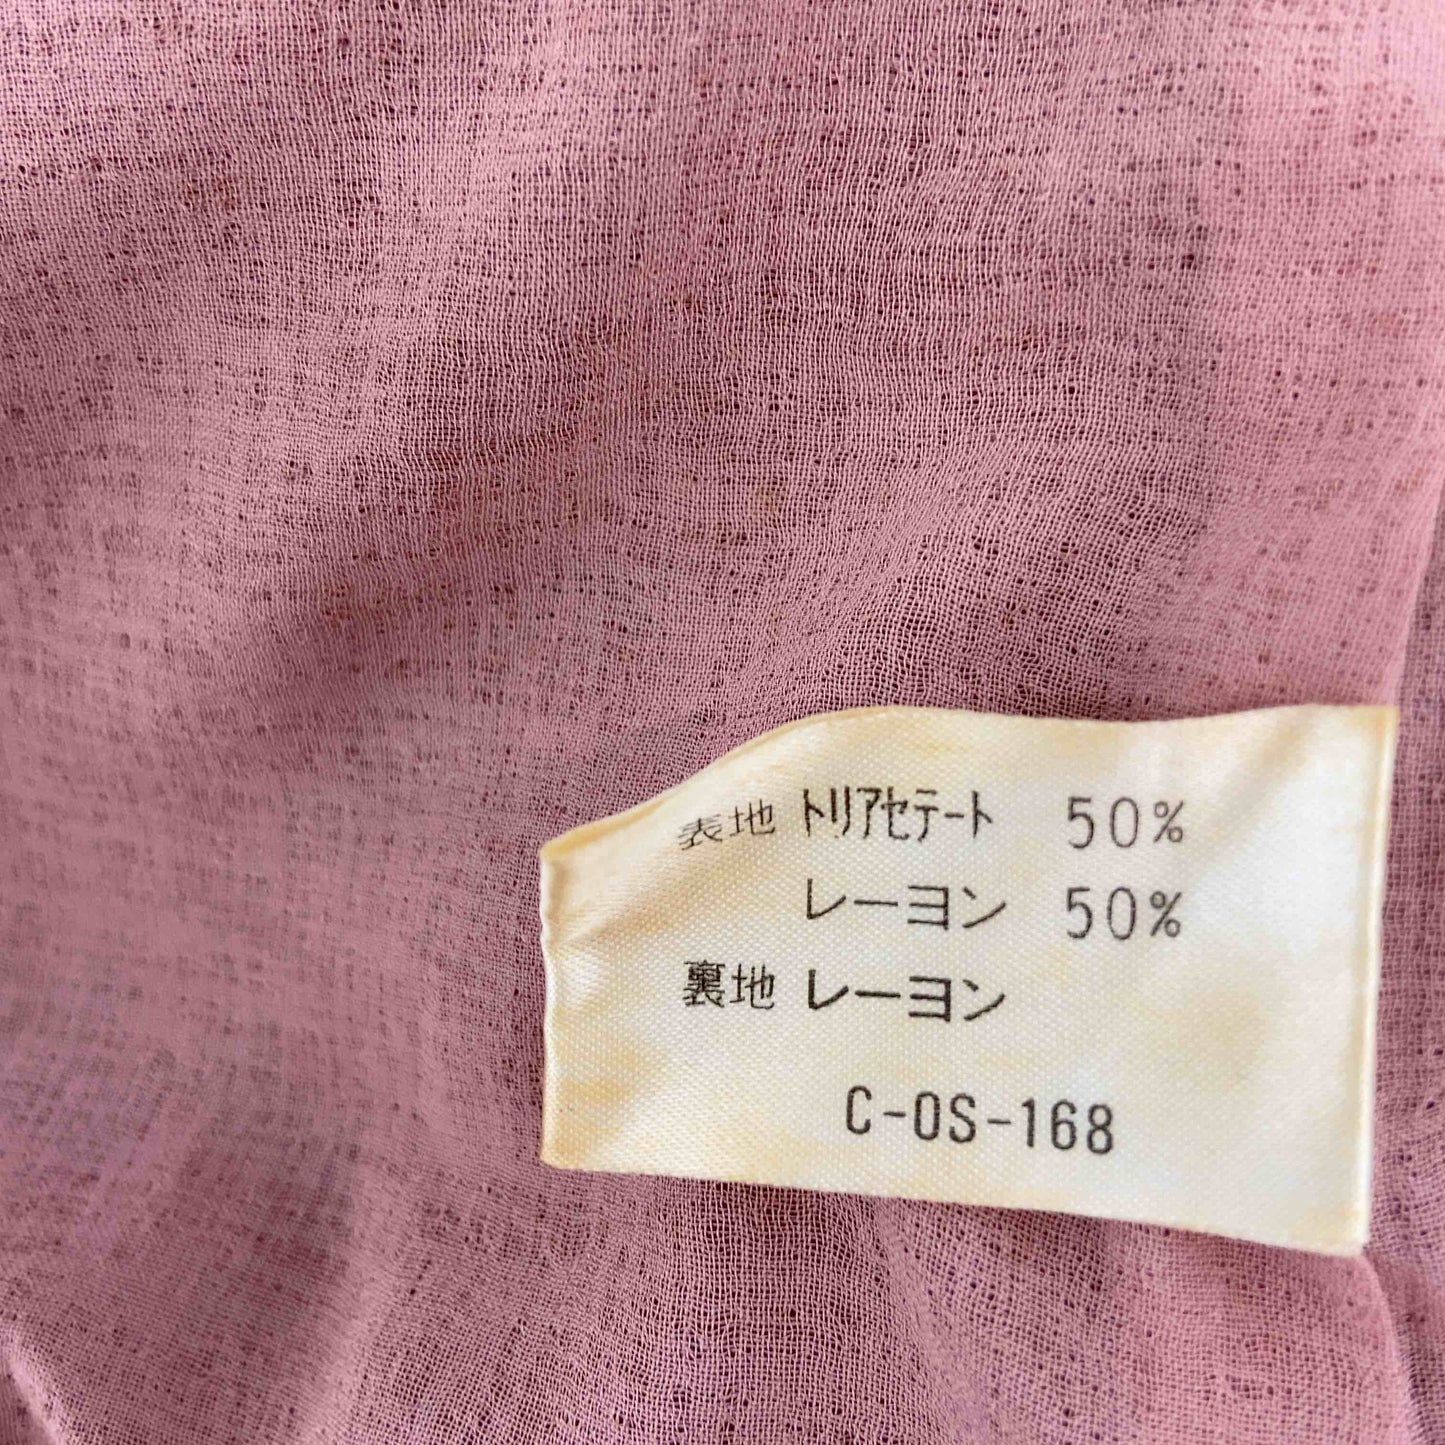 表地 トリアセテート 50%
レーヨン 50%
裏地 レーヨン
C-OS-168